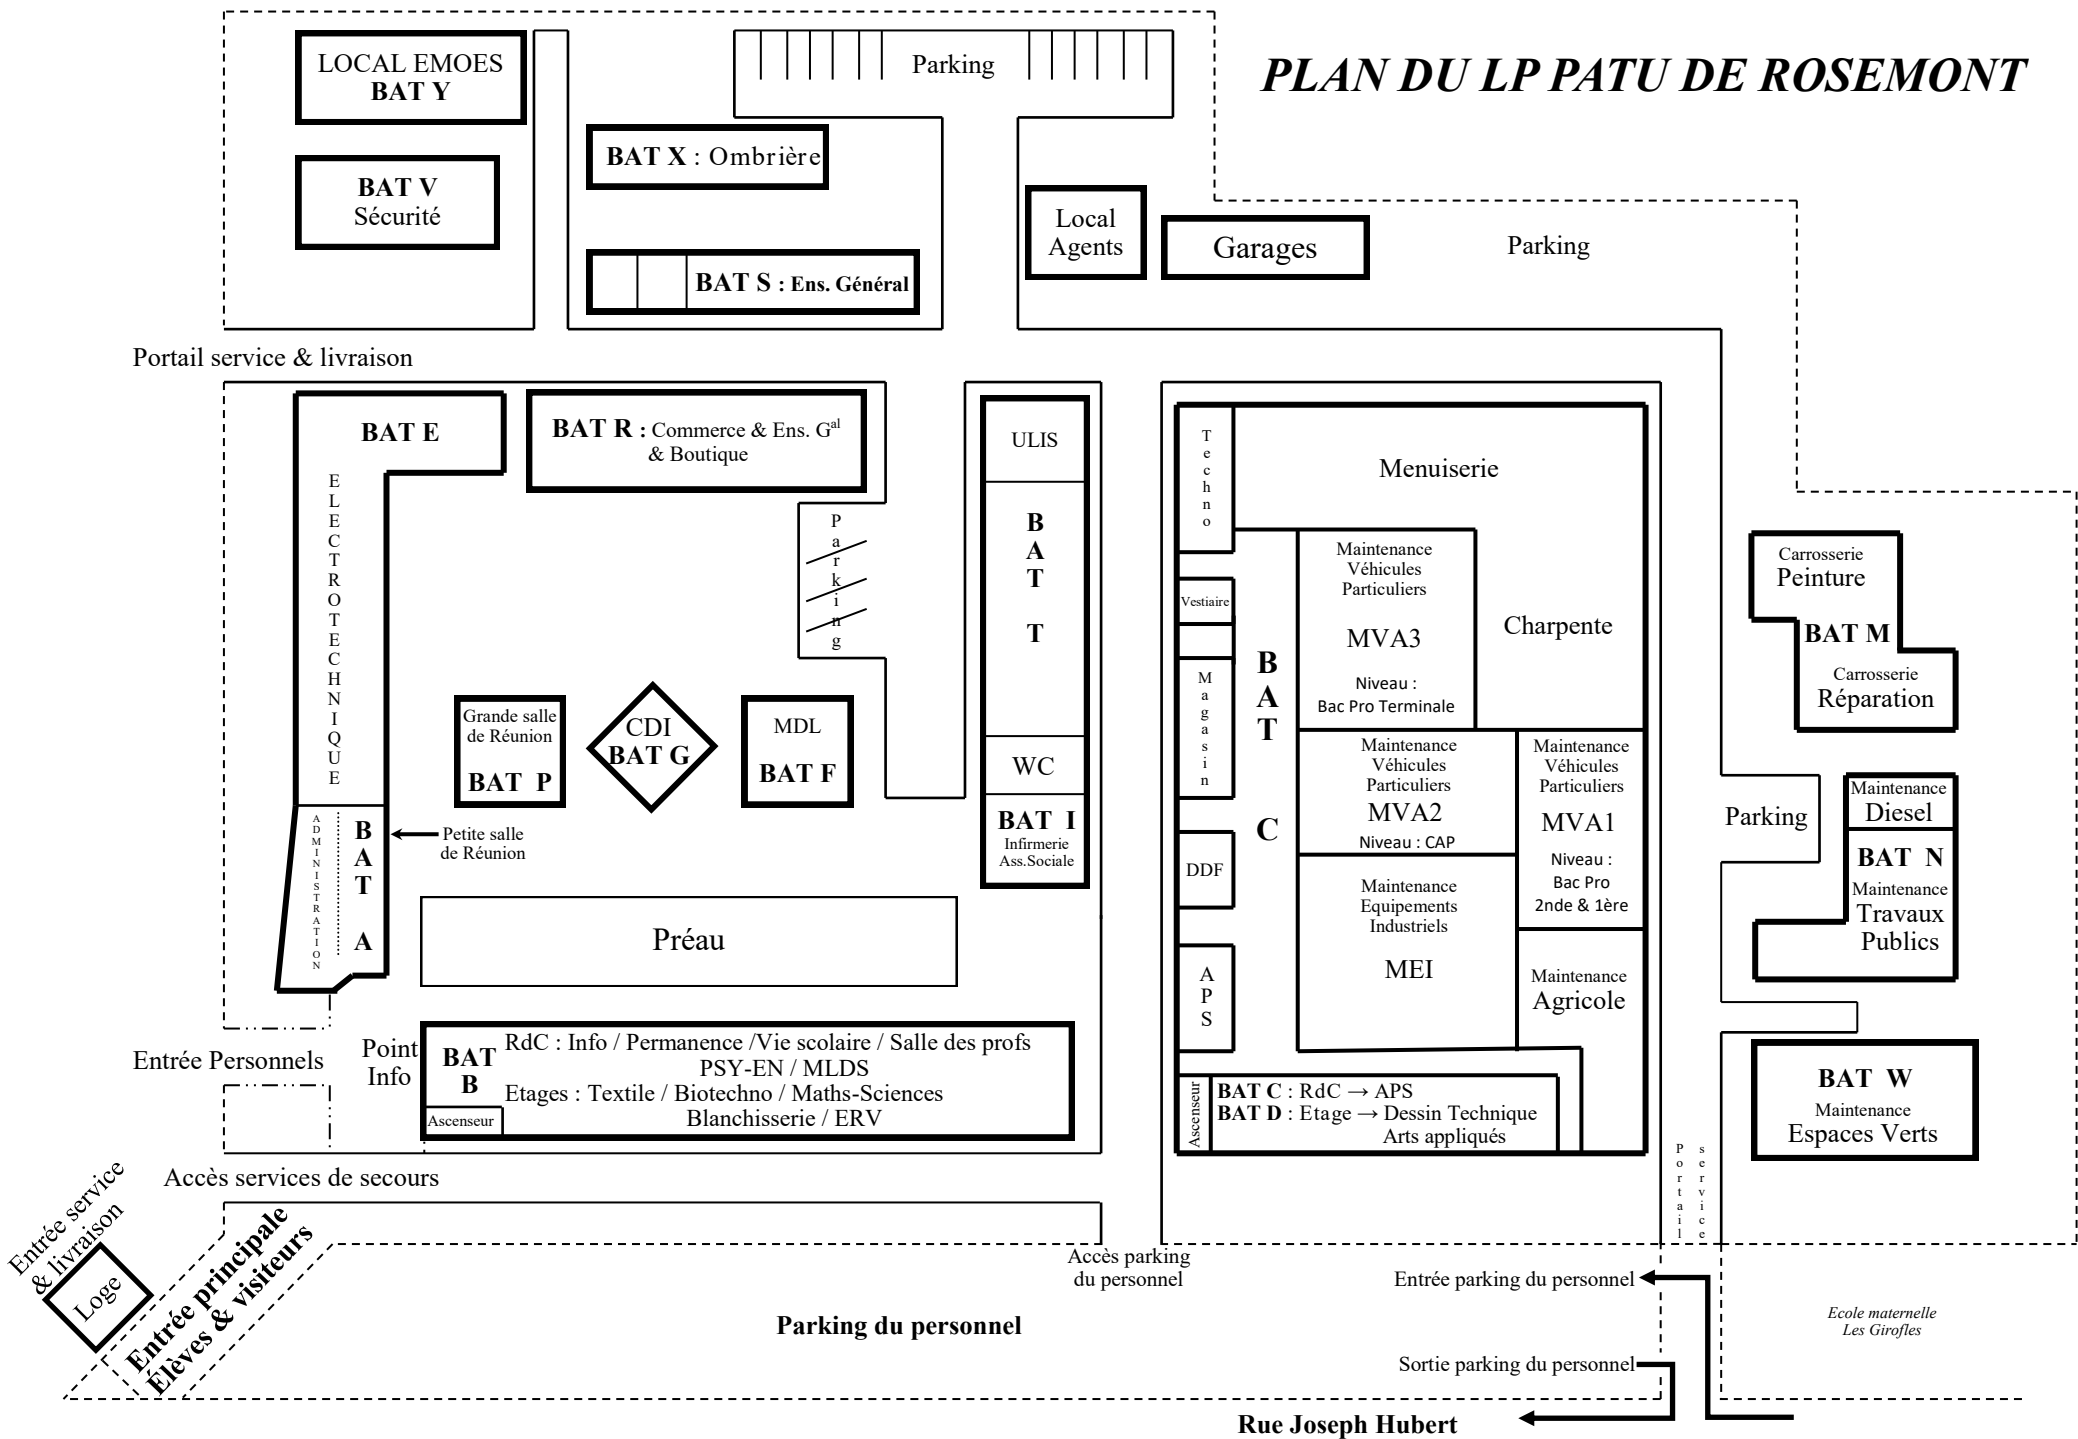 PLAN DU LP PATU DE ROSEMONT
LOCAL EMOES
BAT Y
Parking
BAT X : Ombrière
BAT V
Sécurité
Local
Agents
Garages
Parking
BAT S : Ens. Général
Portail service & livraison
BAT E
ELECTROTECHNIQUE
BAT R : Commerce & Ens. Gal
& Boutique
Parking
ULIS
BAT T
WC
BAT I
Infirmerie
Ass.Sociale
Grande salle
de Réunion
BAT P
CDI
BAT G
MDL
BAT F
ADMINISTRATION
BAT A
Petite salle
de Réunion
Préau
Techno
Vestiaire
Magasin
DDF
APS
BAT C
Menuiserie
Maintenance
Véhicules
Particuliers
MVA3
Niveau :
Bac Pro Terminale
Charpente
Maintenance
Véhicules
Particuliers
MVA2
Niveau : CAP
Maintenance
Véhicules
Particuliers
MVA1
Niveau :
Bac Pro
2nde & 1ère
Maintenance
Equipements
Industriels
MEI
Maintenance
Agricole
Ascenseur
BAT C : RdC → APS
BAT D : Etage → Dessin Technique
Arts appliqués
Carrosserie
Peinture
BAT M
Carrosserie
Réparation
Parking
Maintenance
Diesel
BAT N
Maintenance
Travaux
Publics
BAT W
Maintenance
Espaces Verts
Portail
service
Entrée Personnels
Point
Info
BAT
B
RdC : Info / Permanence /Vie scolaire / Salle des profs
PSY-EN / MLDS
Etages : Textile / Biotechno / Maths-Sciences
Blanchisserie / ERV
Ascenseur
Accès services de secours
Entrée service
& livraison
Loge
Entrée principale
Élèves & visiteurs
Accès parking
du personnel
Parking du personnel
Entrée parking du personnel
Sortie parking du personnel
Ecole maternelle
Les Girofles
Rue Joseph Hubert